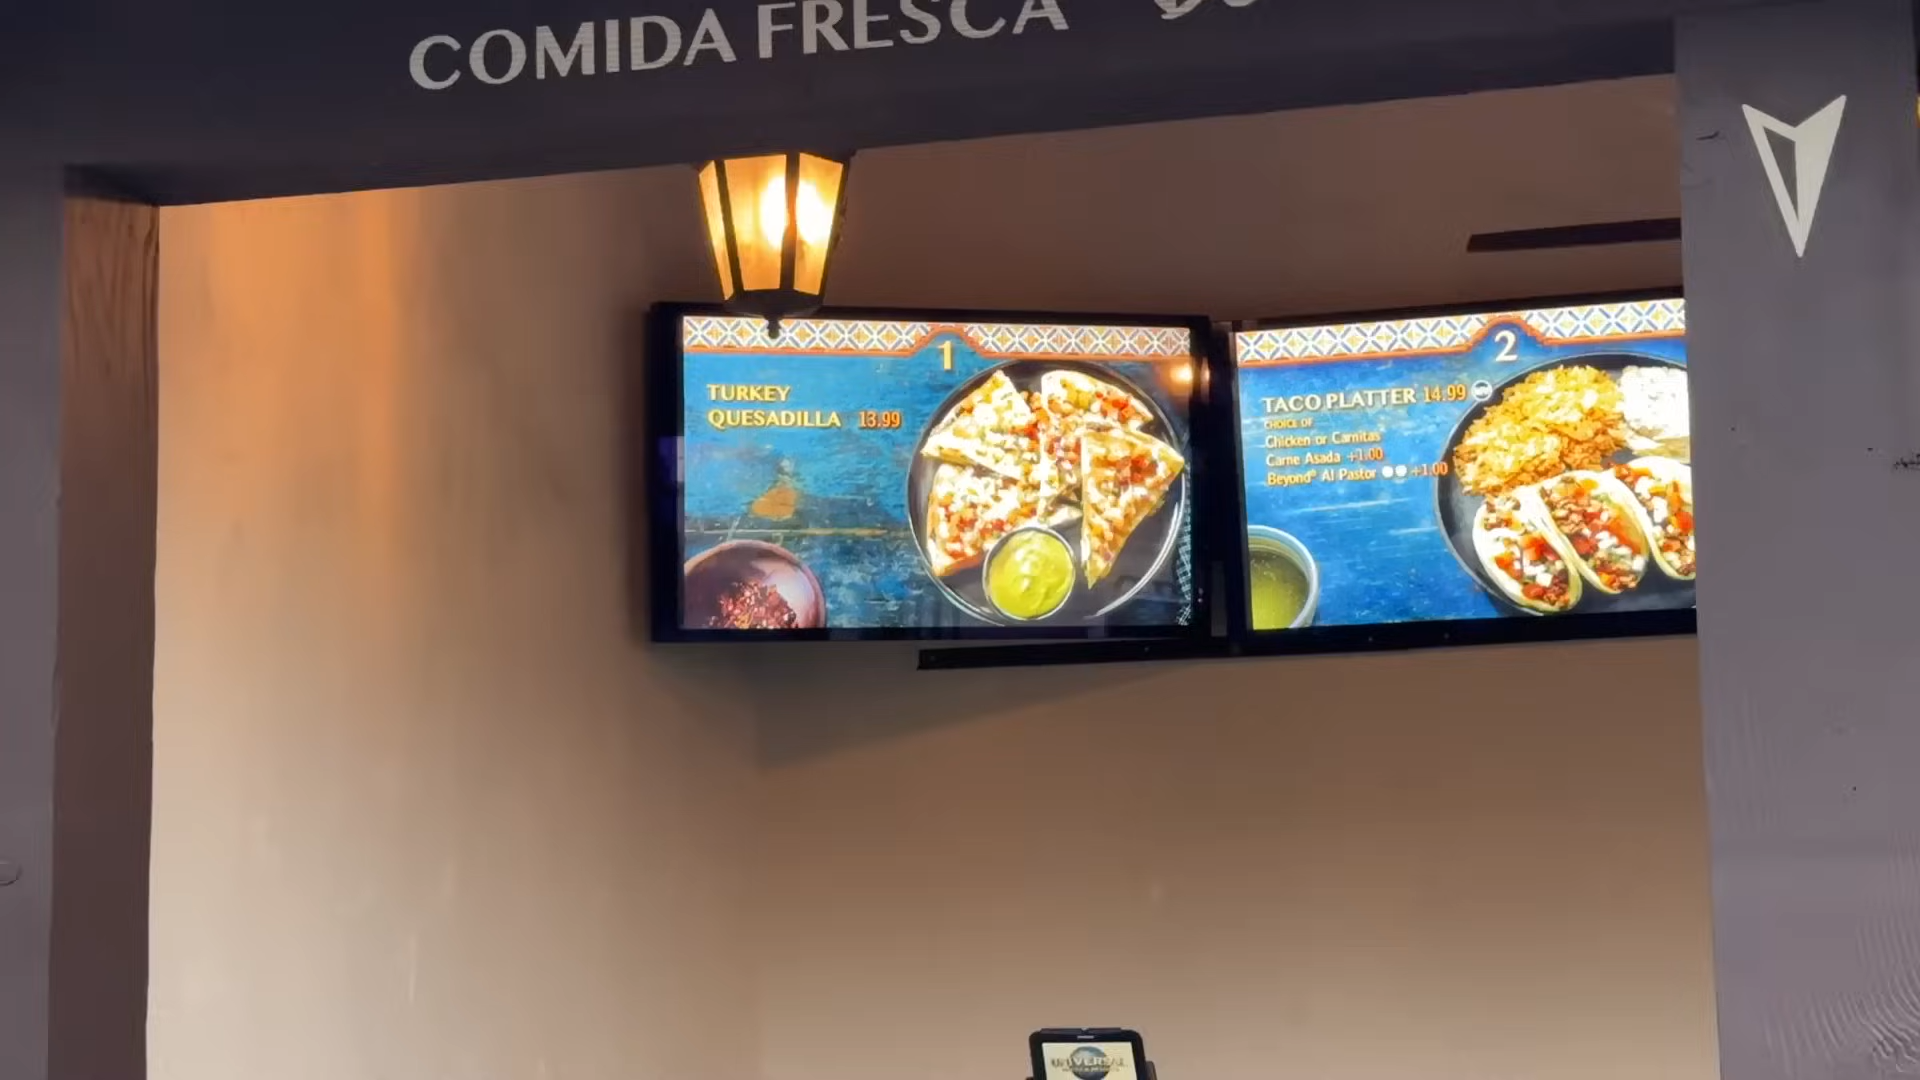 COMIDA FRESCA
1
TURKEY
QUESADILLA 13.99
2
TACO PLATTER 14.99
CHOICE OF
Chicken or Carnitas
Carne Asada +1.00
Beyond® Al Pastor +1.00
UNIVERSAL